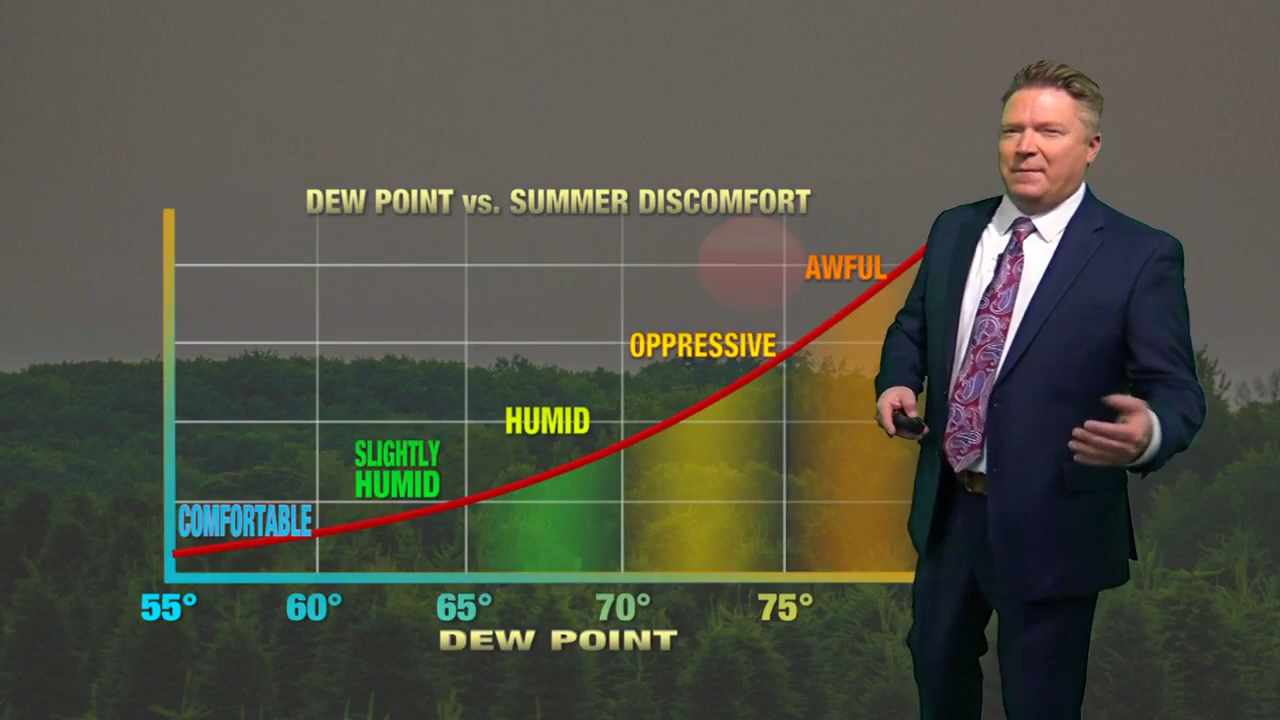 DEW POINT vs. SUMMER DISCOMFORT
AWFUL
OPPRESSIVE
HUMID
SLIGHTLY
HUMID
COMFORTABLE
55° 60° 65° 70° 75°
DEW POINT